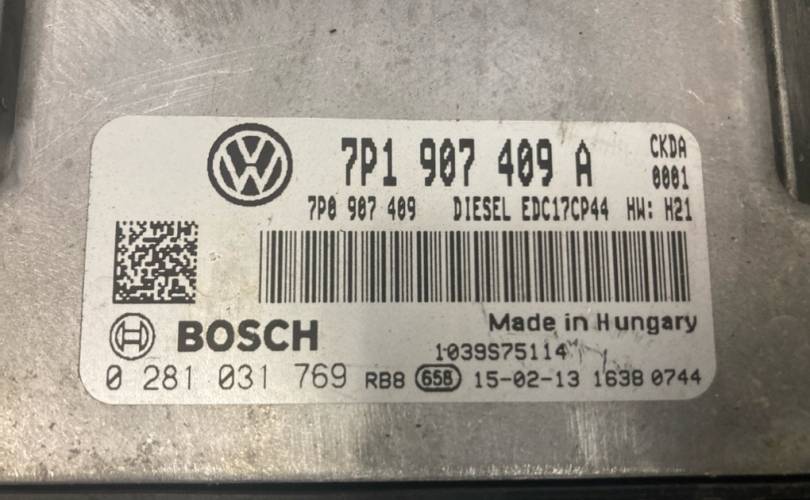 7P1 907 409 A CKDA
0001
7P0 907 409 DIESEL EDC17CP44 HW: H21
Made in Hungary
BOSCH
1039S75114
0 281 031 769 RB8 658 15-02-13 1638 0744